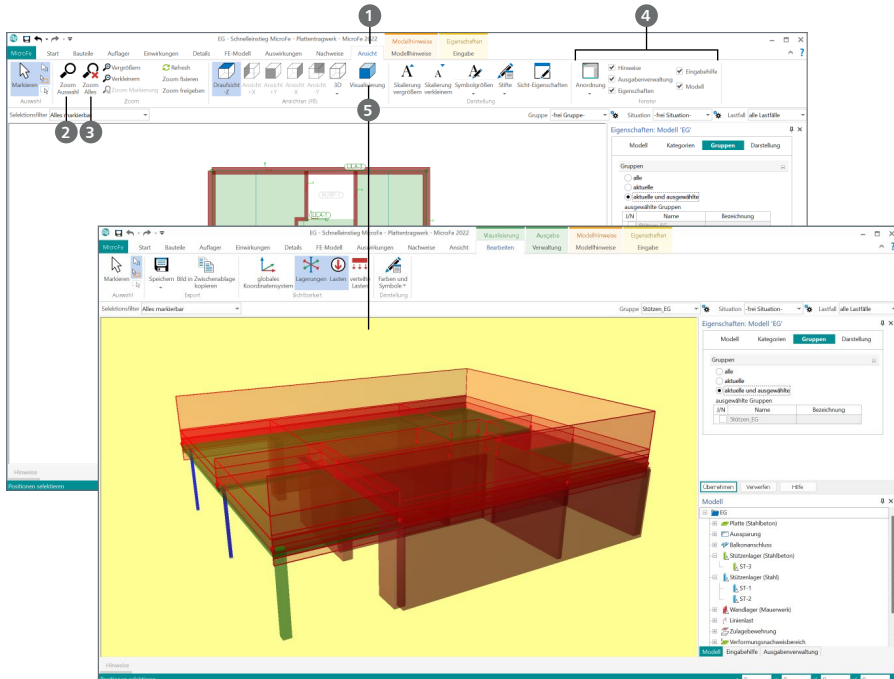 1
4
EG - Schnelleinstieg MicroFe - Plattentragwerk - MicroFe 2022
Modellhinweise
Eigenschaften
MicroFe Start Bauteile Auflager Einwirkungen Details FE-Modell Auswirkungen Nachweise Ansicht Modellhinweise Eingabe
Markieren
Auswahl
Zoom Auswahl
Zoom Alles
Vergrößern
Verkleinern
Zoom Markierung
Refresh
Zoom fixieren
Zoom freigeben
Zoom
Draufsicht -Z
Ansicht +X
Ansicht +Y
Ansicht -X
Ansicht -Y
3D
Visualisierung
Ansichten (RB)
Skalierung vergrößern
Skalierung verkleinern
Symbolgrößen
Stifte
Sicht-Eigenschaften
Darstellung
Anordnung
Hinweise
Ausgabenverwaltung
Eigenschaften
Eingabehilfe
Modell
Fenster
2
3
5
Selektionsfilter Alles markierbar
Gruppe -frei Gruppe- Situation -frei Situation- Lastfall alle Lastfälle
Eigenschaften: Modell 'EG'
Modell Kategorien Gruppen Darstellung
Gruppen
alle
aktuelle
aktuelle und ausgewählte
ausgewählte Gruppen
J/N Name Bezeichnung
Stützen_EG
EG - Schnelleinstieg MicroFe - Plattentragwerk - MicroFe 2022
Visualisierung
Ausgabe
Modellhinweise
Eigenschaften
MicroFe Start Bauteile Auflager Einwirkungen Details FE-Modell Auswirkungen Nachweise Ansicht Bearbeiten Verwaltung Modellhinweise Eingabe
Markieren
Auswahl
Speichern
Bild in Zwischenablage kopieren
Export
globales Koordinatensystem
Lagerungen
Lasten
verteilte Lasten
Sichtbarkeit
Farben und Symbole
Darstellung
Selektionsfilter Alles markierbar
Gruppe Stützen_EG Situation -frei Situation- Lastfall alle Lastfälle
Eigenschaften: Modell 'EG'
Modell Kategorien Gruppen Darstellung
Gruppen
alle
aktuelle
aktuelle und ausgewählte
ausgewählte Gruppen
J/N Name Bezeichnung
Stützen_EG
Hinweise
Positionen selektieren
Übernehmen Verwerfen Hilfe
Modell
EG
Platte (Stahlbeton)
Aussparung
Balkonanschluss
Stützenlager (Stahlbeton)
ST-3
Stützenlager (Stahl)
ST-1
ST-2
Wandlager (Mauerwerk)
Linienlast
Zulagebewehrung
Verformungsnachweisbereich
Modell Eingabehilfe Ausgabenverwaltung
Hinweise